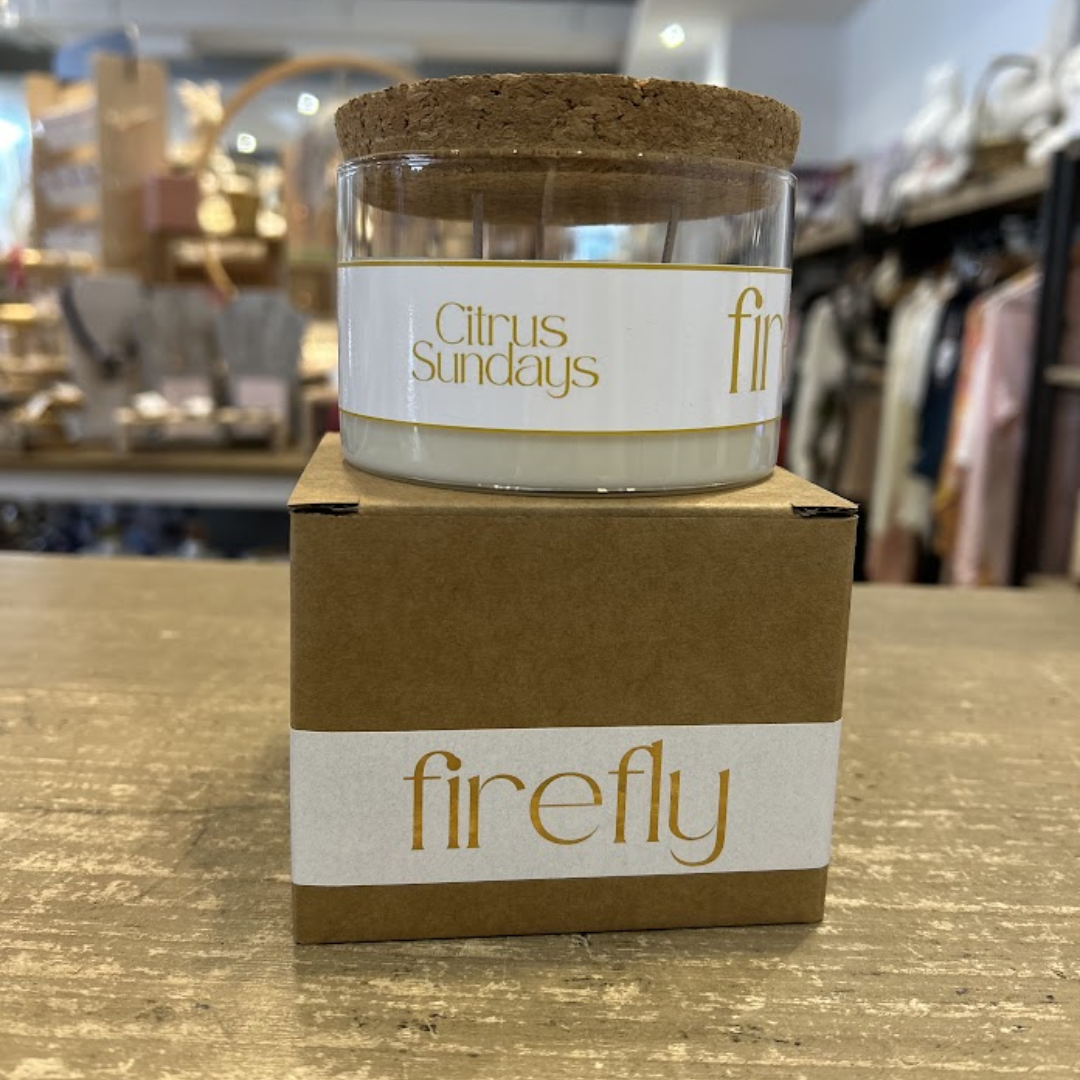 Citrus
Sundays
fir
firefly